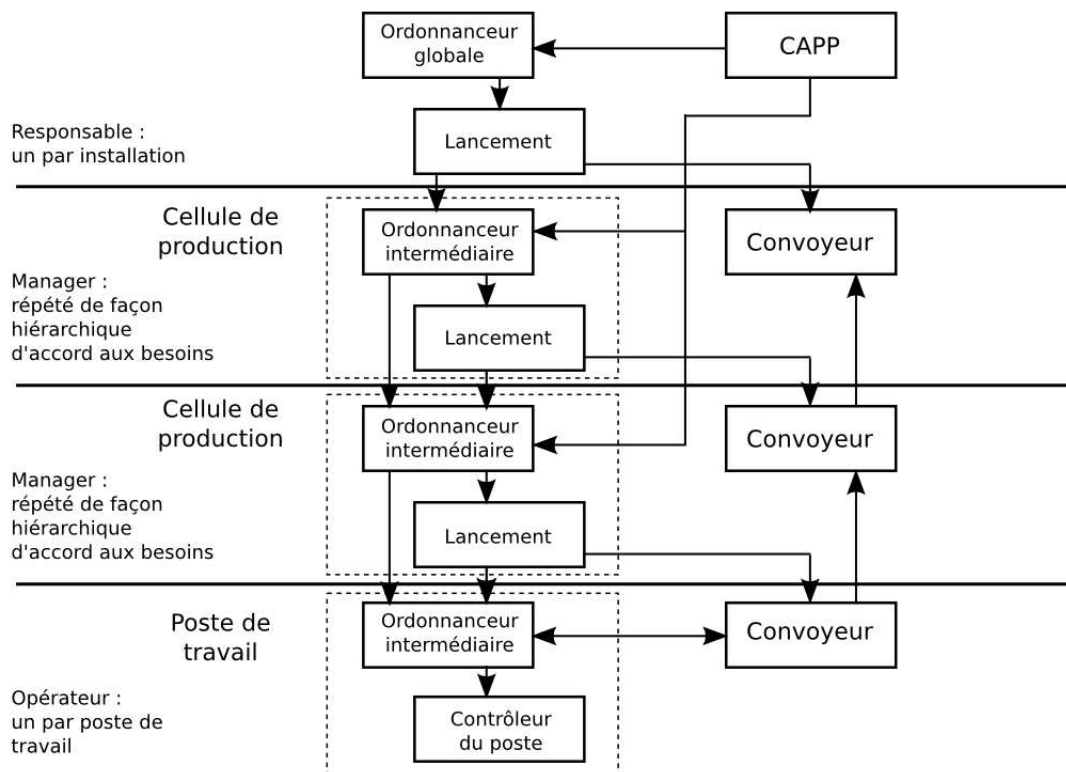 Ordonnanceur
globale
CAPP
Responsable :
un par installation
Lancement
Cellule de
production
Ordonnanceur
intermédiaire
Convoyeur
Manager :
répété de façon
hiérarchique
d'accord aux besoins
Lancement
Cellule de
production
Ordonnanceur
intermédiaire
Convoyeur
Manager :
répété de façon
hiérarchique
d'accord aux besoins
Lancement
Poste de
travail
Ordonnanceur
intermédiaire
Convoyeur
Opérateur :
un par poste de
travail
Contrôleur
du poste